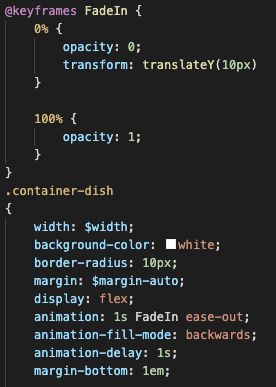 @keyframes FadeIn {
    0% {
        opacity: 0;
        transform: translateY(10px)
    }

    100% {
        opacity: 1;
    }
}
.container-dish
{
    width: $width;
    background-color: white;
    border-radius: 10px;
    margin: $margin-auto;
    display: flex;
    animation: 1s FadeIn ease-out;
    animation-fill-mode: backwards;
    animation-delay: 1s;
    margin-bottom: 1em;